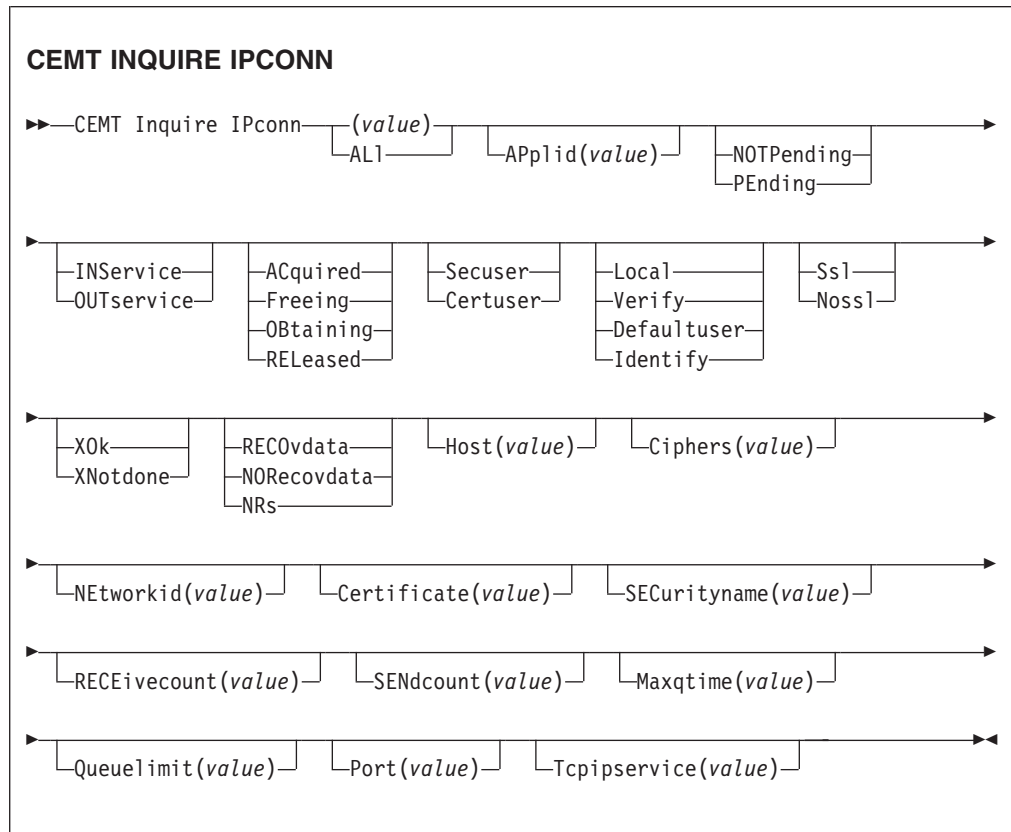 CEMT INQUIRE IPCONN
CEMT Inquire IPconn (value) APplid(value) NOTPending
ALl PEnding
INService ACquired Secuser Local Ssl
OUTservice Freeing Certuser Verify Nossl
OBtaining Defaultuser
RELeased Identify
XOk RECOvdata Host(value) Ciphers(value)
XNotdone NORecovdata
NRs
NEtworkid(value) Certificate(value) SECurityname(value)
RECEivecount(value) SENdcount(value) Maxqtime(value)
Queuelimit(value) Port(value) Tcpipservice(value)